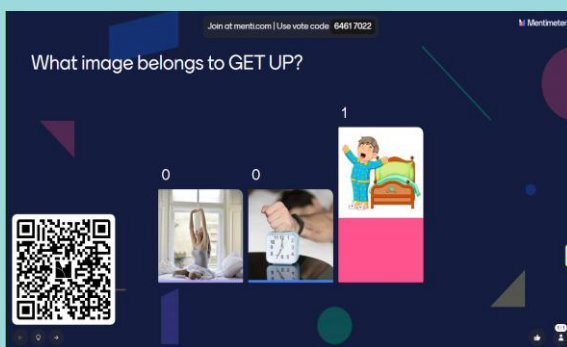 Join at menti.com | Use vote code 6461 7022
Mentimeter
What image belongs to GET UP?
1
0
0